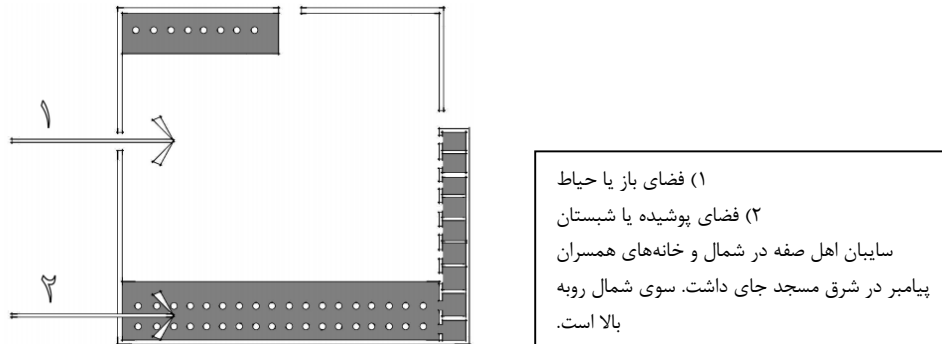 ۱
۲
۱) فضای باز یا حیاط
۲) فضای پوشیده یا شبستان
سایبان اهل صفه در شمال و خانه‌های همسران
پیامبر در شرق مسجد جای داشت. سوی شمال روبه
بالا است.